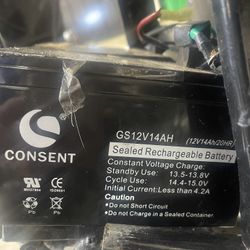 CONSENT
GS12V14AH
(12V14Ah/20HR)
Sealed Rechargeable Battery
Constant Voltage Charge:
Standby Use: 13.5-13.8V
Cycle Use: 14.4-15.0V
Initial Current:Less than 4.2A
Caution:
Do not Short Circuit
Do not Charge in a
Pb
Pb